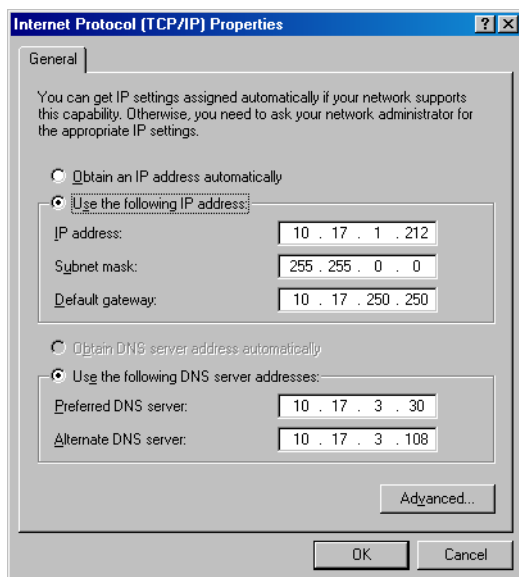 Internet Protocol (TCP/IP) Properties ? X
General
You can get IP settings assigned automatically if your network supports
this capability. Otherwise, you need to ask your network administrator for
the appropriate IP settings.
Obtain an IP address automatically
Use the following IP address:
IP address: 10 . 17 . 1 . 212
Subnet mask: 255 . 255 . 0 . 0
Default gateway: 10 . 17 . 250 . 250
Obtain DNS server address automatically
Use the following DNS server addresses:
Preferred DNS server: 10 . 17 . 3 . 30
Alternate DNS server: 10 . 17 . 3 . 108
Advanced...
OK Cancel